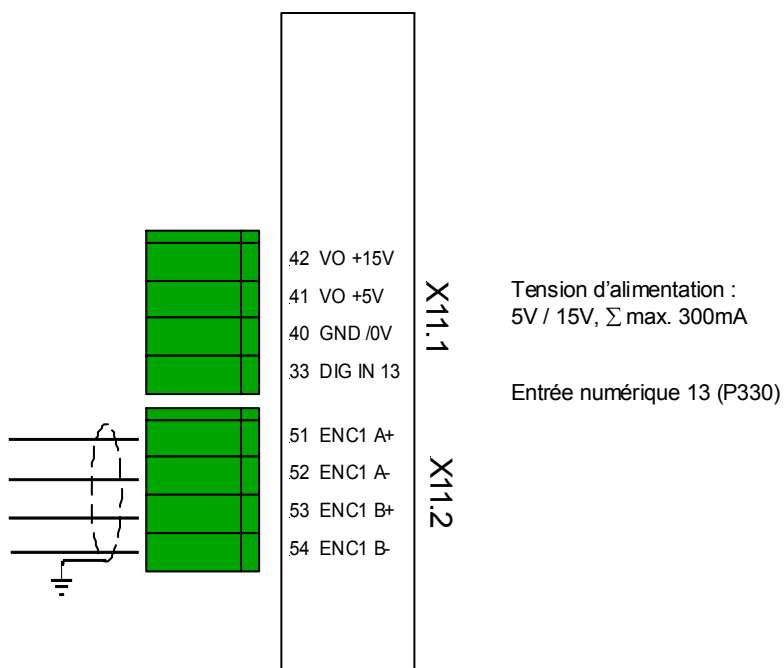 42 VO +15V
41 VO +5V
40 GND /0V
33 DIG IN 13
X11.1
Tension d'alimentation :
5V / 15V, ∑ max. 300mA
Entrée numérique 13 (P330)
51 ENC1 A+
52 ENC1 A-
53 ENC1 B+
54 ENC1 B-
X11.2